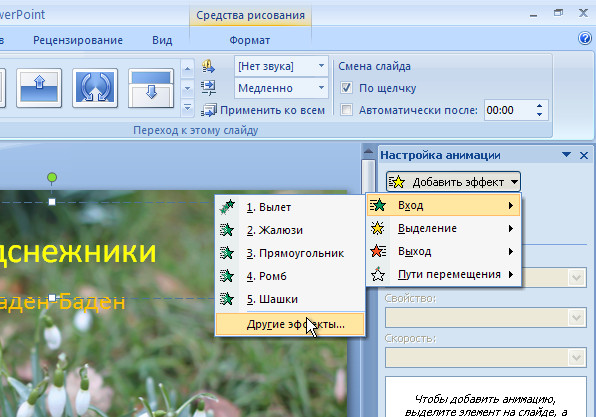 werPoint
Средства рисования
в Рецензирование Вид Формат
[Нет звука]
Медленно
Применить ко всем
Смена слайда
По щелчку
Автоматически после: 00:00
Переход к этому слайду
Настройка анимации
Добавить эффект
Вход
Выделение
Выход
Пути перемещения
1. Вылет
2. Жалюзи
3. Прямоугольник
4. Ромб
5. Шашки
Другие эффекты...
дснежники
аден-Баден
Свойство:
Скорость:
Чтобы добавить анимацию,
выделите элемент на слайде, а